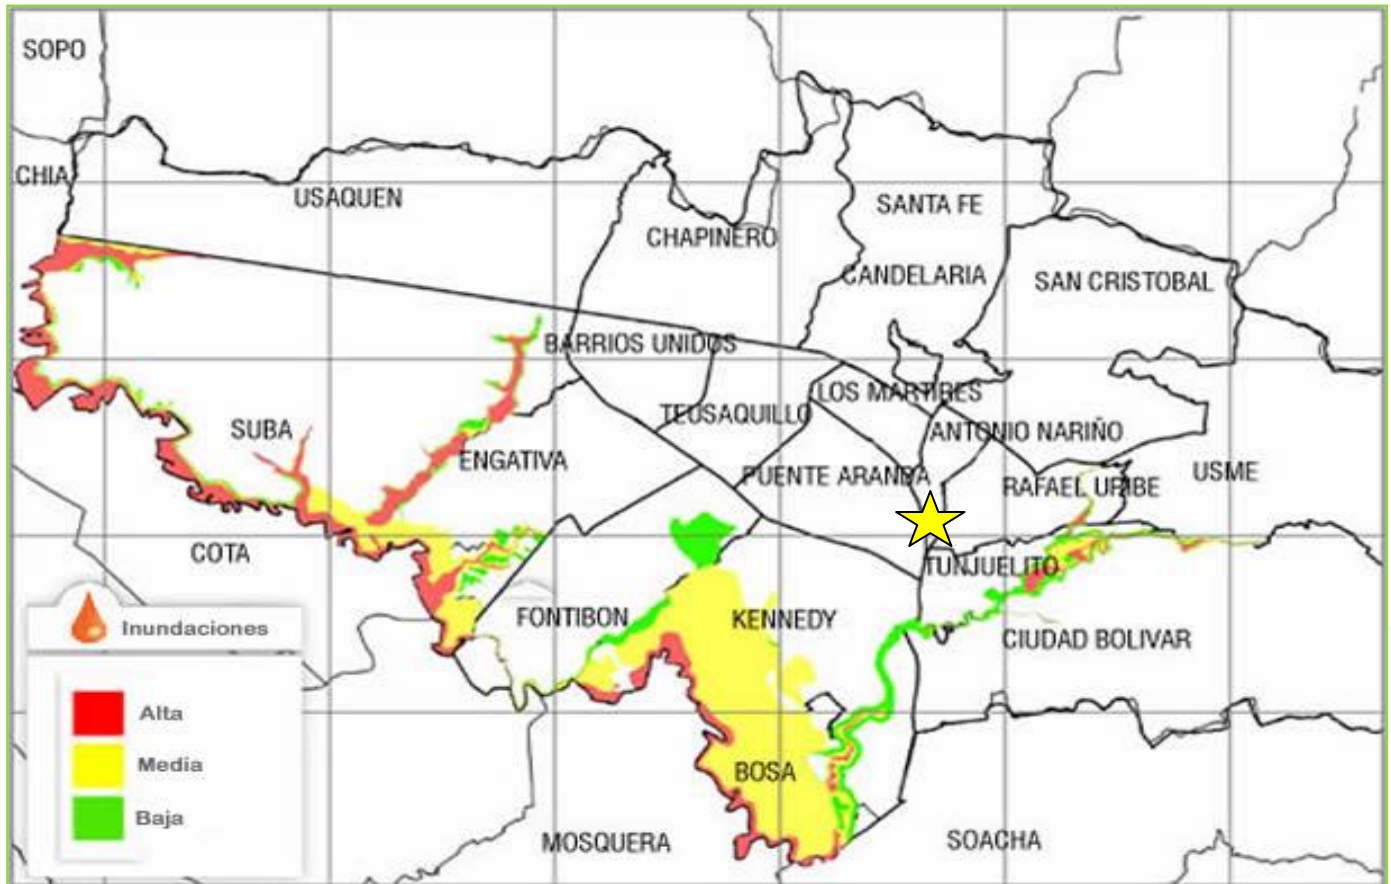 SOPO
CHIA
USAQUEN
SANTA FE
CHAPINERO
CANDELARIA
SAN CRISTOBAL
BARRIOS UNIDOS
LOS MARTIRES
TEUSAQUILLO
SUBA
ANTONIO NARIÑO
ENGATIVA
PUENTE ARANDA
RAFAEL URIBE
USME
COTA
TUNJUELITO
FONTIBON
KENNEDY
CIUDAD BOLIVAR
Inundaciones
Alta
Media
Baja
BOSA
MOSQUERA
SOACHA